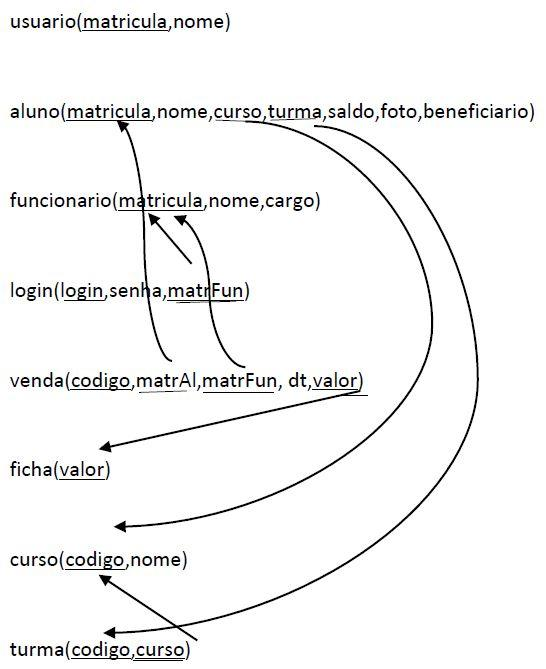 usuario(matricula,nome)
aluno(matricula,nome,curso,turma,saldo,foto,beneficiario)
funcionario(matricula,nome,cargo)
login(login,senha,matrFun)
venda(codigo,matrAl,matrFun, dt,valor)
ficha(valor)
curso(codigo,nome)
turma(codigo,curso)